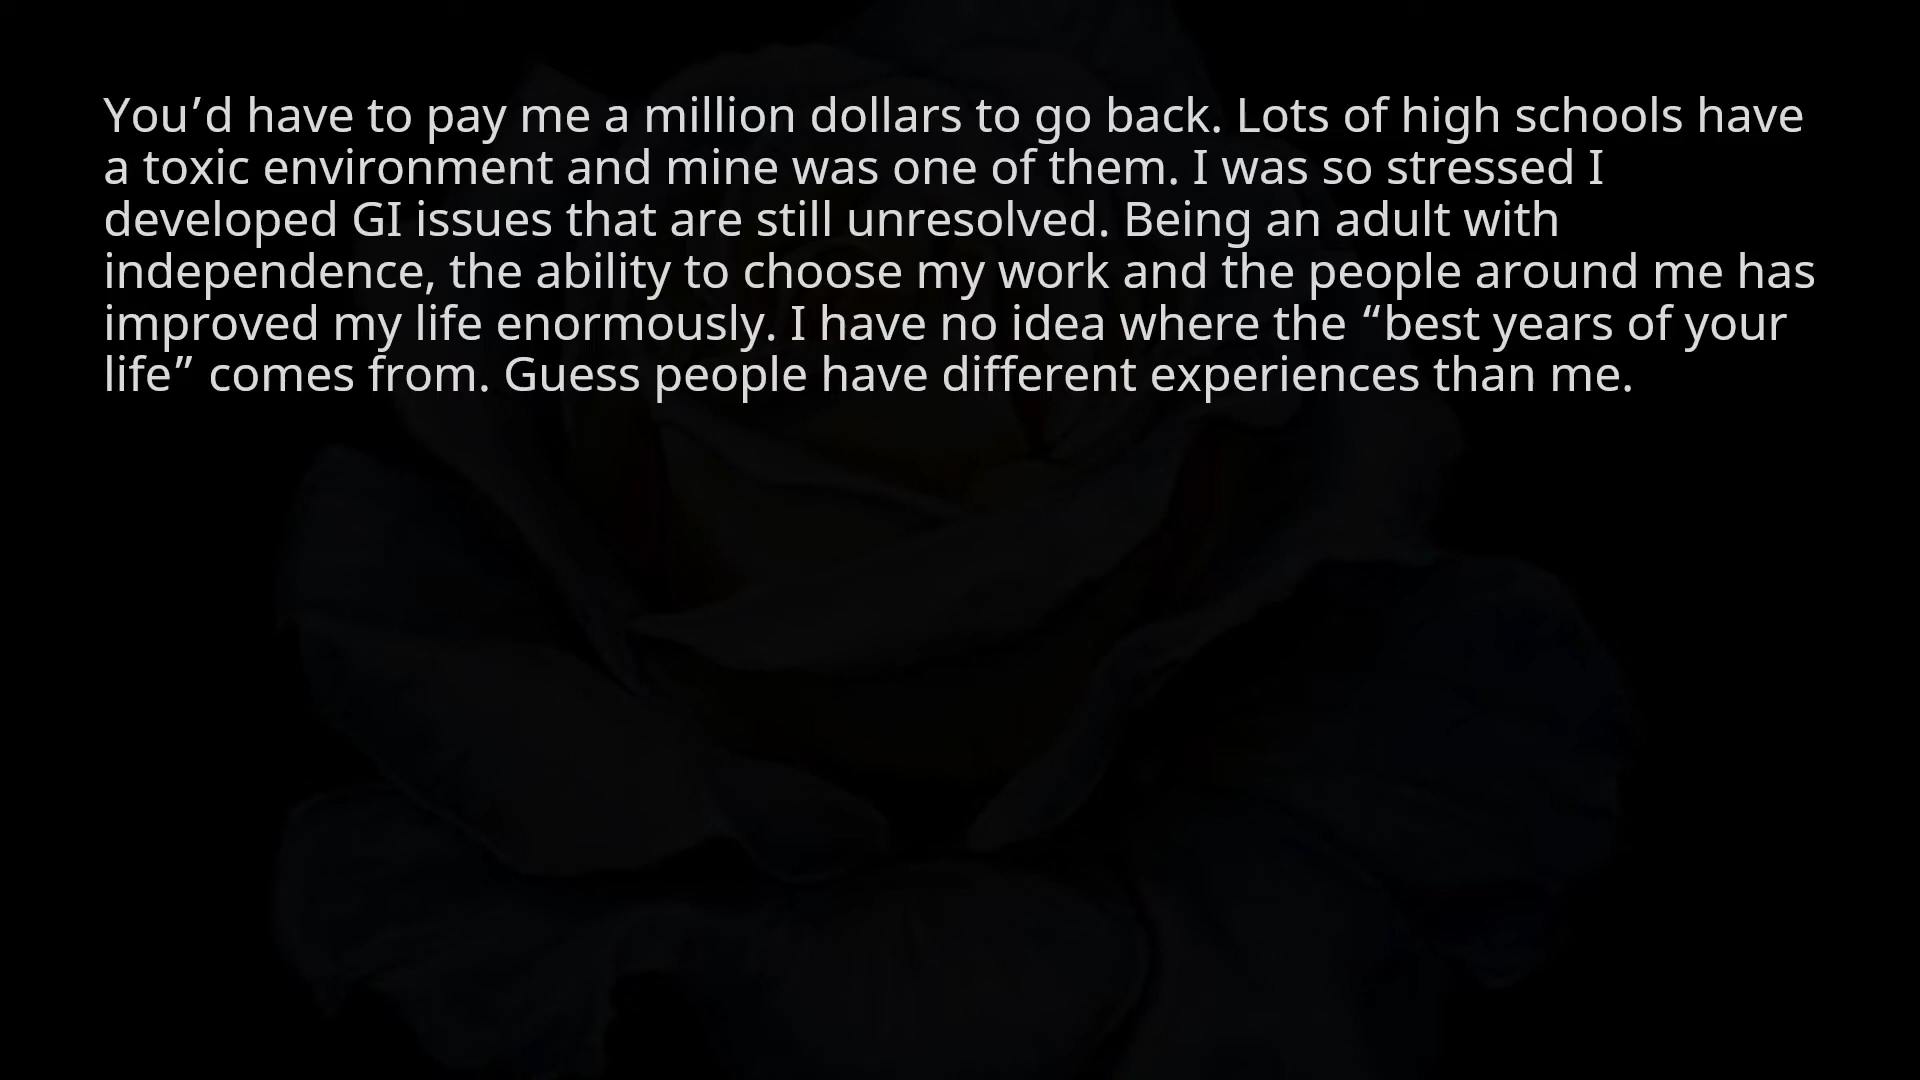 You’d have to pay me a million dollars to go back. Lots of high schools have
a toxic environment and mine was one of them. I was so stressed I
developed GI issues that are still unresolved. Being an adult with
independence, the ability to choose my work and the people around me has
improved my life enormously. I have no idea where the “best years of your
life” comes from. Guess people have different experiences than me.